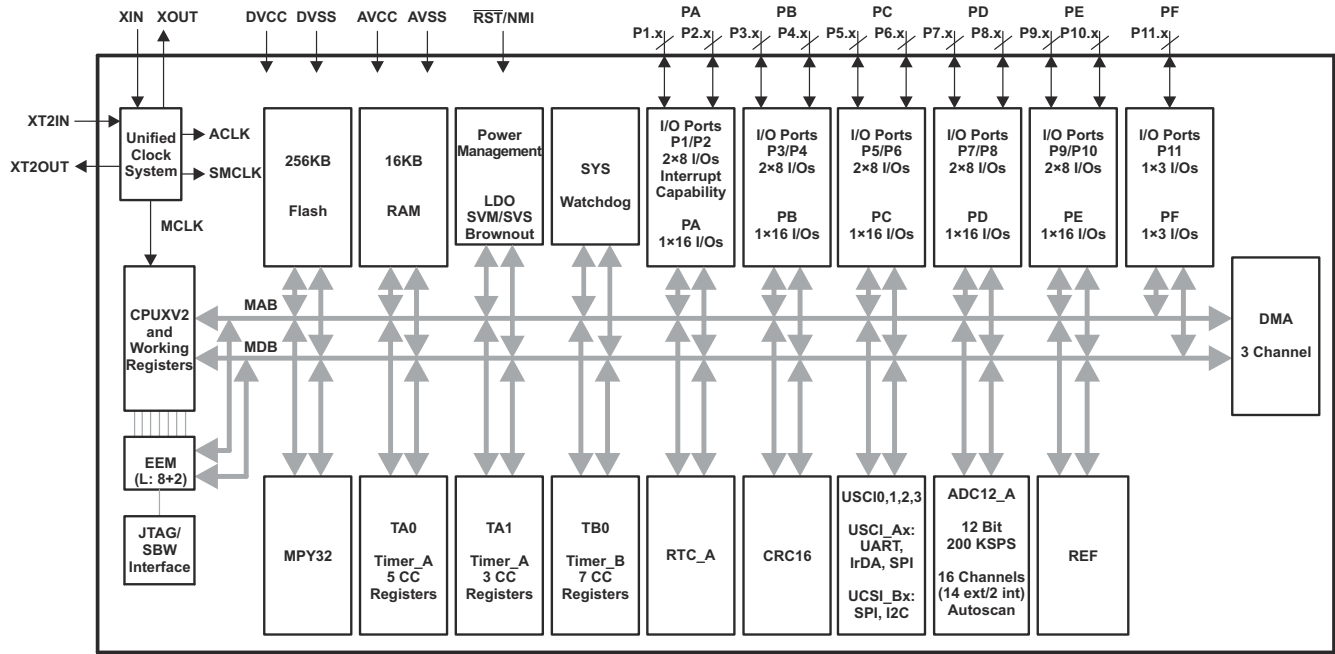 XIN XOUT DVCC DVSS AVCC AVSS RST/NMI
PA PB PC PD PE PF
P1.x P2.x P3.x P4.x P5.x P6.x P7.x P8.x P9.x P10.x P11.x
XT2IN
XT2OUT
Unified
Clock
System
ACLK
SMCLK
MCLK
256KB
Flash
16KB
RAM
Power
Management
LDO
SVM/SVS
Brownout
SYS
Watchdog
I/O Ports
P1/P2
2×8 I/Os
Interrupt
Capability
PA
1×16 I/Os
I/O Ports
P3/P4
2×8 I/Os
PB
1×16 I/Os
I/O Ports
P5/P6
2×8 I/Os
PC
1×16 I/Os
I/O Ports
P7/P8
2×8 I/Os
PD
1×16 I/Os
I/O Ports
P9/P10
2×8 I/Os
PE
1×16 I/Os
I/O Ports
P11
1×3 I/Os
PF
1×3 I/Os
CPUXV2
and
Working
Registers
MAB
MDB
DMA
3 Channel
EEM
(L: 8+2)
JTAG/
SBW
Interface
MPY32
TA0
Timer_A
5 CC
Registers
TA1
Timer_A
3 CC
Registers
TB0
Timer_B
7 CC
Registers
RTC_A
CRC16
USCI0,1,2,3
USCI_Ax:
UART,
IrDA, SPI
UCSI_Bx:
SPI, I2C
ADC12_A
12 Bit
200 KSPS
16 Channels
(14 ext/2 int)
Autoscan
REF